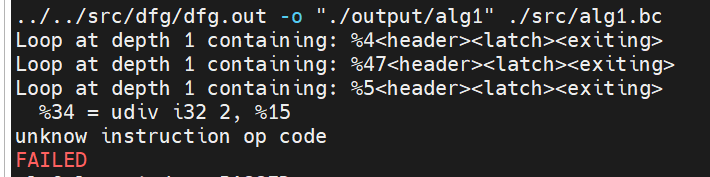 ../../src/dfg/dfg.out -o "./output/alg1" ./src/alg1.bc
Loop at depth 1 containing: %4<header><latch><exiting>
Loop at depth 1 containing: %47<header><latch><exiting>
Loop at depth 1 containing: %5<header><latch><exiting>
  %34 = udiv i32 2, %15
unknow instruction op code
FAILED